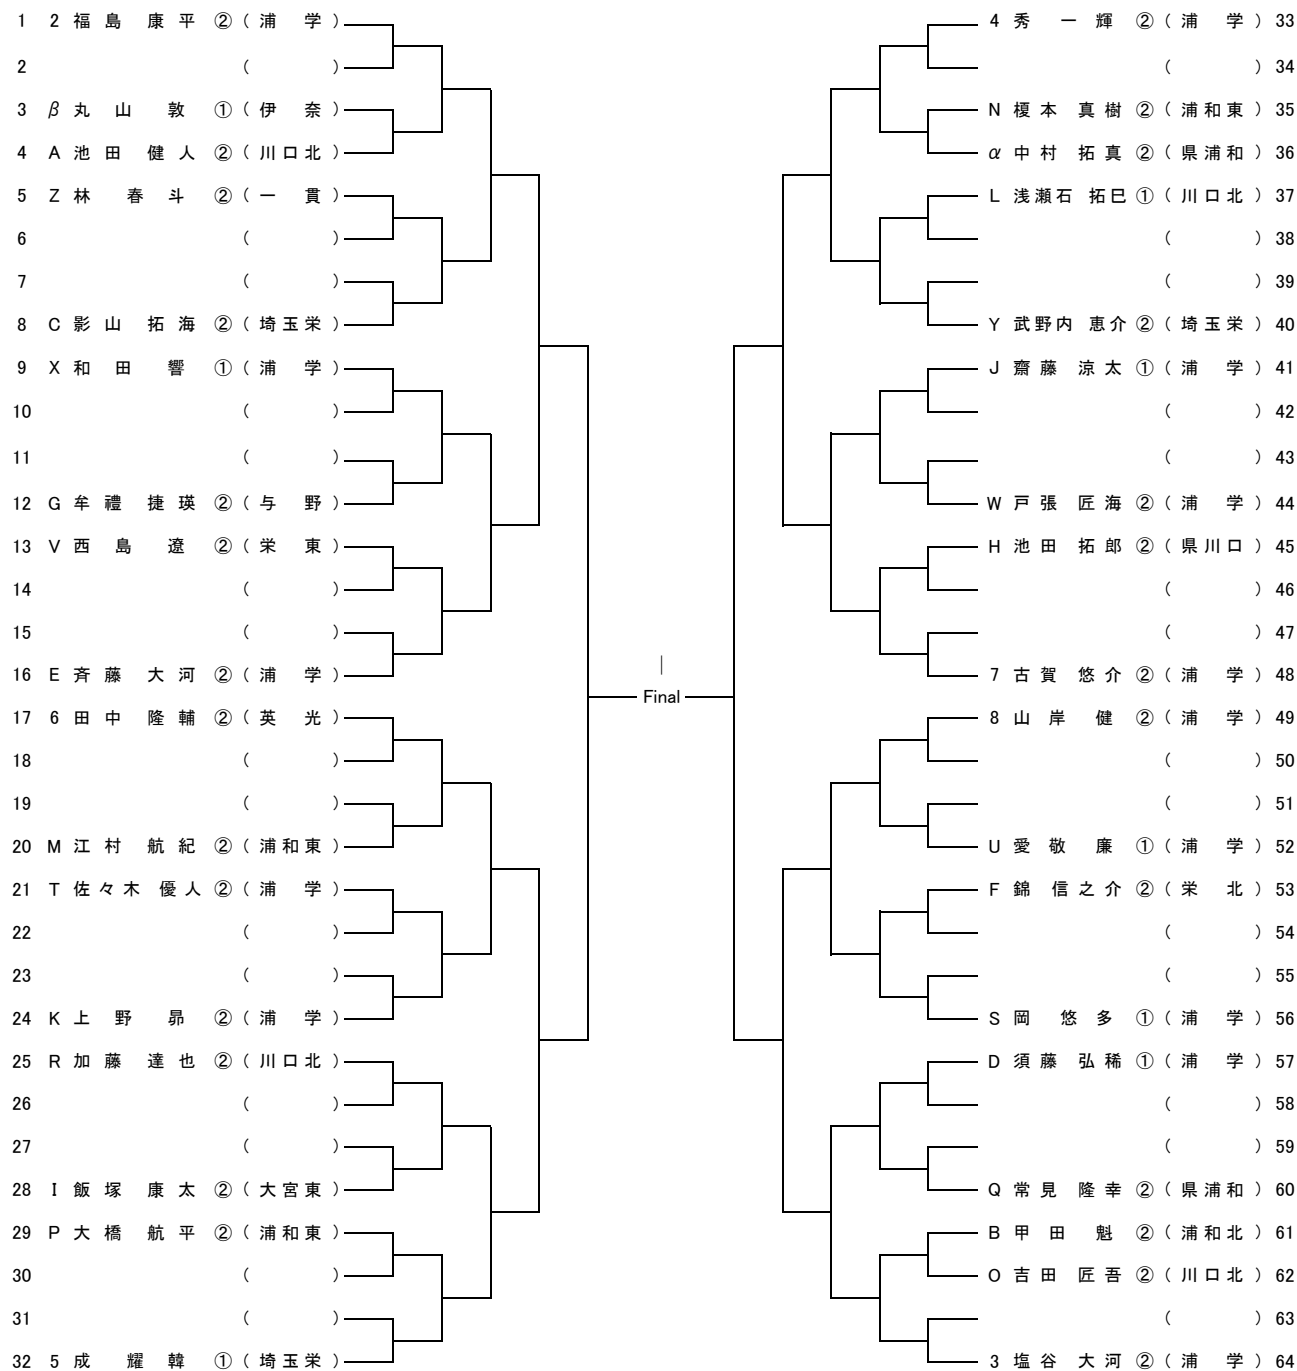 1 2 福島 康平 ② (浦 学)
2 ( )
3 β 丸山 敦 ① (伊 奈)
4 A 池田 健人 ② (川口北)
5 Z 林 春斗 ② (一 貫)
6 ( )
7 ( )
8 C 影山 拓海 ② (埼玉栄)
9 X 和田 響 ① (浦 学)
10 ( )
11 ( )
12 G 牟禮 捷瑛 ② (与 野)
13 V 西島 遼 ② (栄 東)
14 ( )
15 ( )
16 E 斉藤 大河 ② (浦 学)
17 6 田中 隆輔 ② (英 光)
18 ( )
19 ( )
20 M 江村 航紀 ② (浦和東)
21 T 佐々木 優人 ② (浦 学)
22 ( )
23 ( )
24 K 上野 昴 ② (浦 学)
25 R 加藤 達也 ② (川口北)
26 ( )
27 ( )
28 I 飯塚 康太 ② (大宮東)
29 P 大橋 航平 ② (浦和東)
30 ( )
31 ( )
32 5 成 耀韓 ① (埼玉栄)
Final
4 秀 一輝 ② (浦 学) 33
( ) 34
N 榎本 真樹 ② (浦和東) 35
α 中村 拓真 ② (県浦和) 36
L 浅瀬石 拓巳 ① (川口北) 37
( ) 38
( ) 39
Y 武野内 恵介 ② (埼玉栄) 40
J 齋藤 涼太 ① (浦 学) 41
( ) 42
( ) 43
W 戸張 匠海 ② (浦 学) 44
H 池田 拓郎 ② (県川口) 45
( ) 46
( ) 47
7 古賀 悠介 ② (浦 学) 48
8 山岸 健 ② (浦 学) 49
( ) 50
( ) 51
U 愛敬 廉 ① (浦 学) 52
F 錦 信之介 ② (栄 北) 53
( ) 54
( ) 55
S 岡 悠多 ① (浦 学) 56
D 須藤 弘稀 ① (浦 学) 57
( ) 58
( ) 59
Q 常見 隆幸 ② (県浦和) 60
B 甲田 魁 ② (浦和北) 61
O 吉田 匠吾 ② (川口北) 62
( ) 63
3 塩谷 大河 ② (浦 学) 64